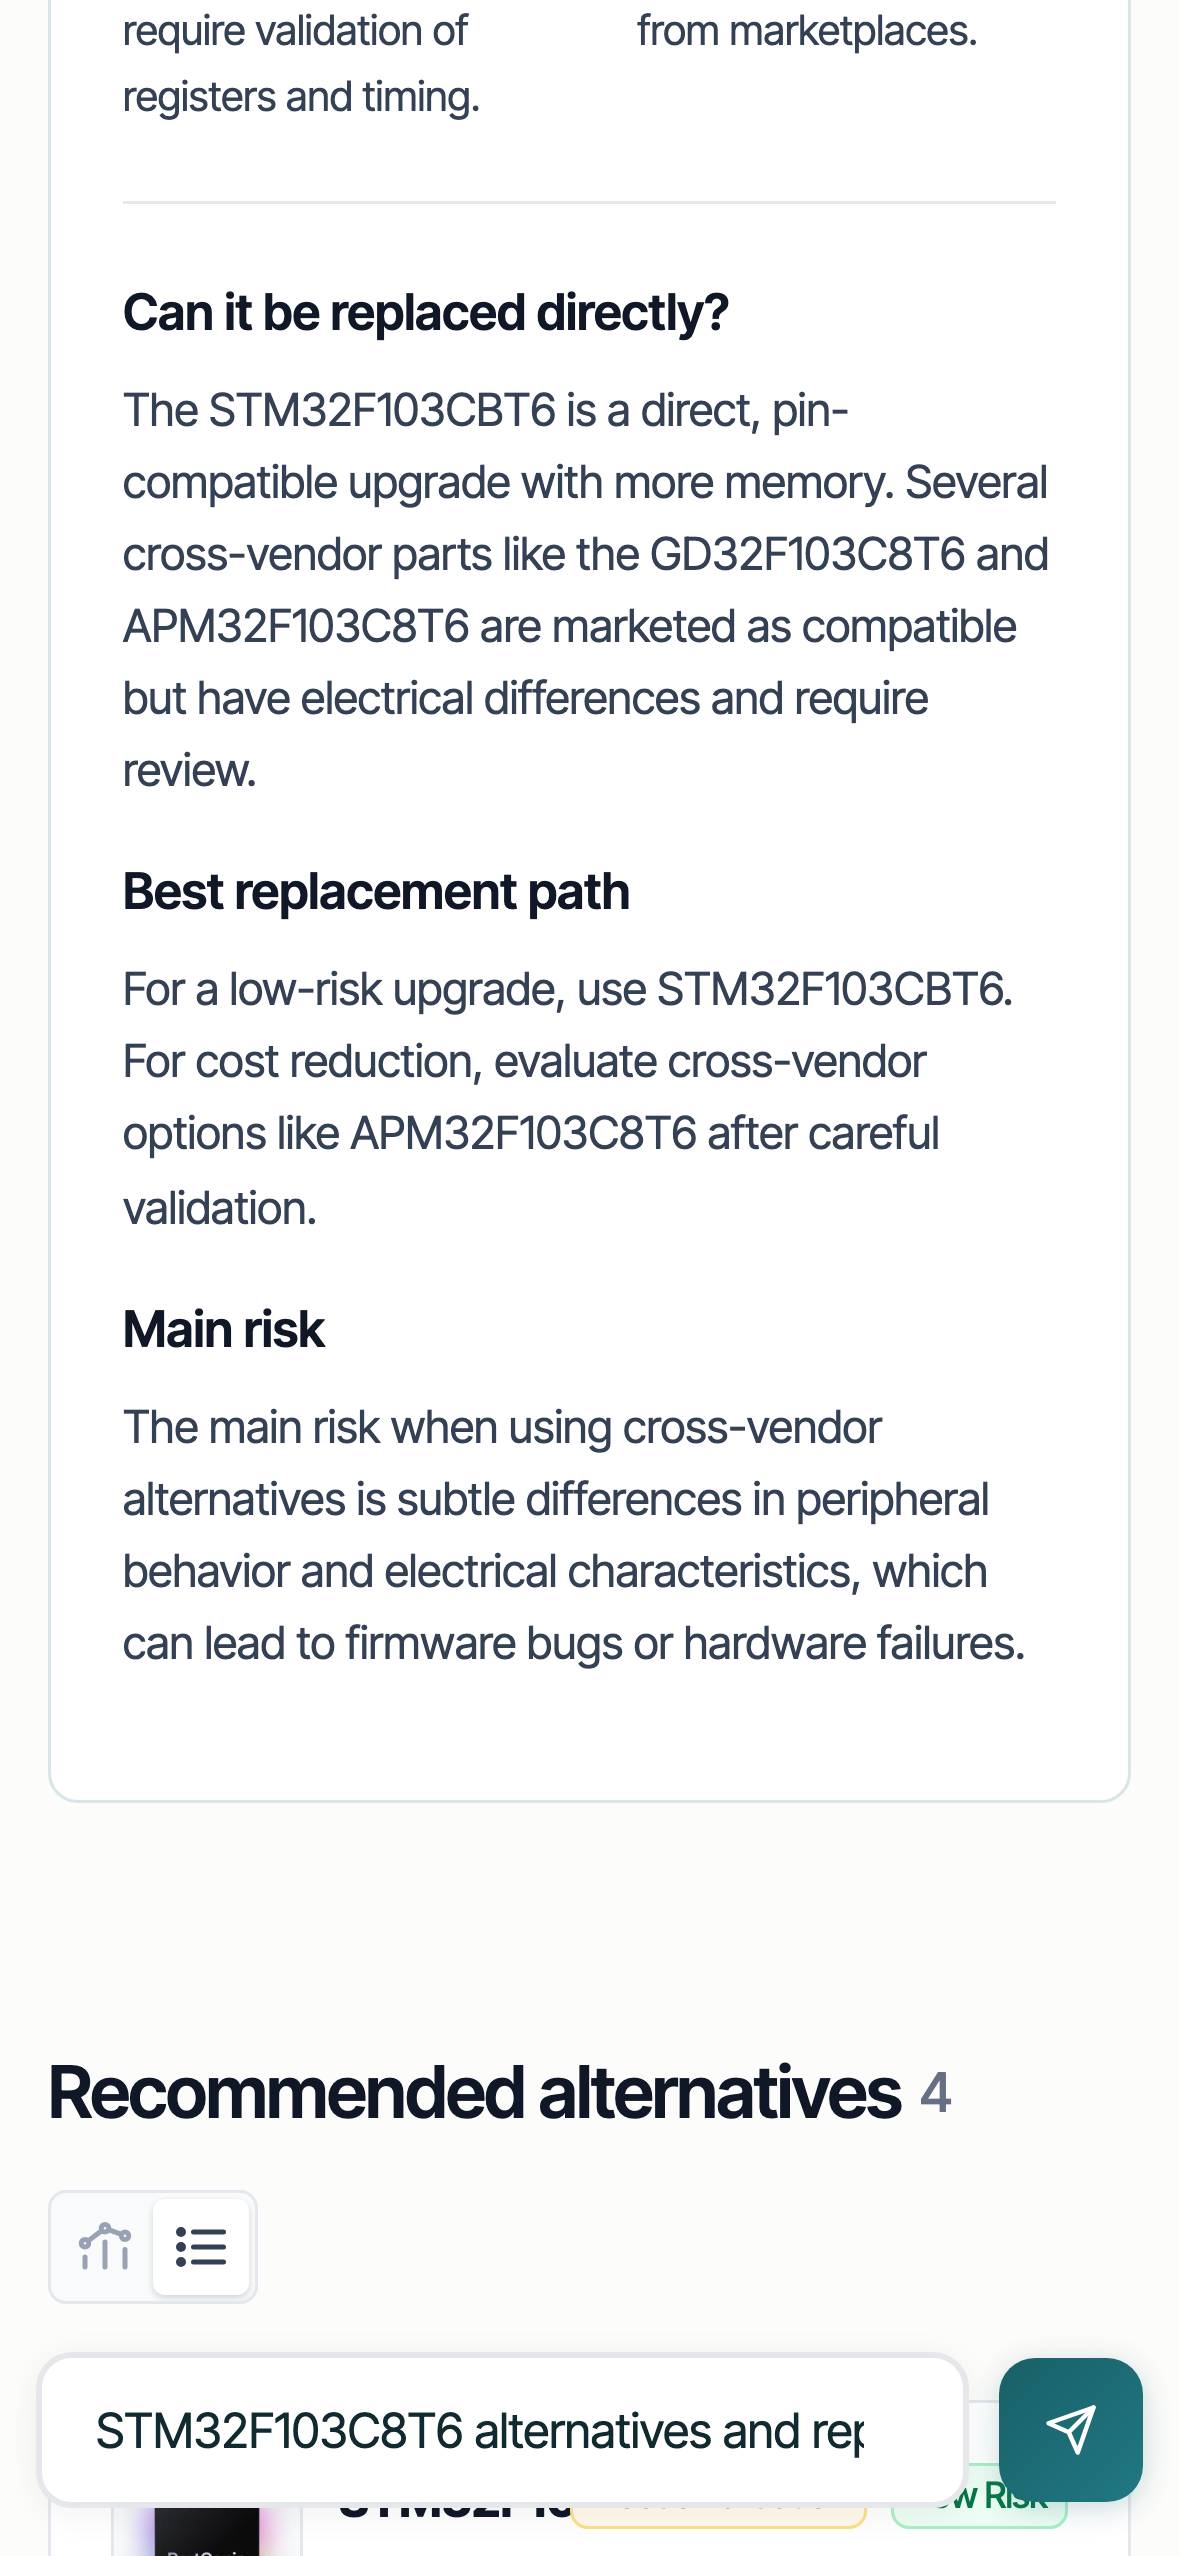 require validation of
registers and timing.
from marketplaces.
Can it be replaced directly?
The STM32F103CBT6 is a direct, pin-
compatible upgrade with more memory. Several
cross-vendor parts like the GD32F103C8T6 and
APM32F103C8T6 are marketed as compatible
but have electrical differences and require
review.
Best replacement path
For a low-risk upgrade, use STM32F103CBT6.
For cost reduction, evaluate cross-vendor
options like APM32F103C8T6 after careful
validation.
Main risk
The main risk when using cross-vendor
alternatives is subtle differences in peripheral
behavior and electrical characteristics, which
can lead to firmware bugs or hardware failures.
Recommended alternatives 4
STM32F103C8T6 alternatives and rep
Risk